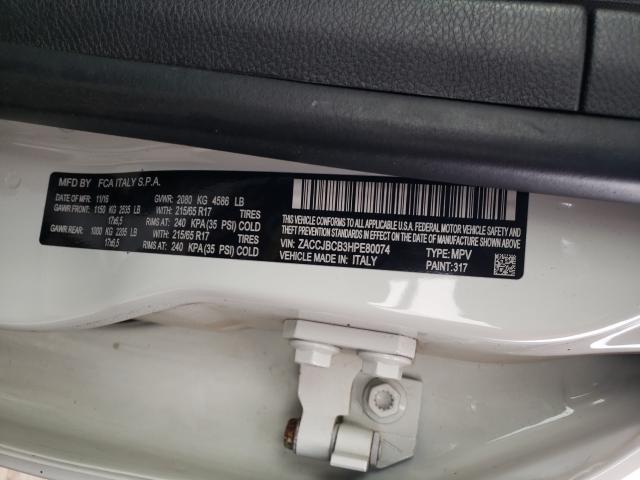 MFD BY FCA ITALY S.P.A.
DATE OF MFR: 11/16 GVWR: 2080 KG 4586 LB
GAWR FRONT: 1150 KG 2535 LB WITH: 215/65 R17 TIRES
17x6.5 RIMS AT: 240 KPA(35 PSI) COLD
GAWR REAR: 1000 KG 2205 LB WITH: 215/65 R17 TIRES
17x6.5 RIMS AT: 240 KPA(35 PSI) COLD
THIS VEHICLE CONFORMS TO ALL APPLICABLE U.S.A. FEDERAL MOTOR VEHICLE SAFETY AND
THEFT PREVENTION STANDARDS IN EFFECT ON THE DATE OF MANUFACTURE SHOWN ABOVE.
VIN: ZACCJBCB3HPE80074 TYPE: MPV
VEHICLE MADE IN: ITALY PAINT: 317